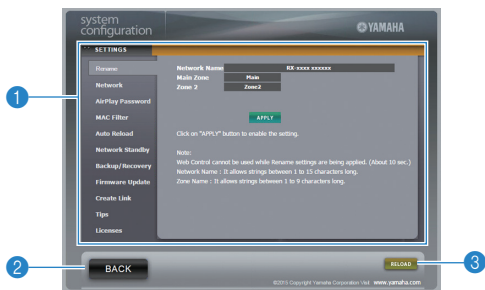 system
configuration
YAMAHA
SETTINGS
Rename
Network
AirPlay Password
MAC Filter
Auto Reload
Network Standby
Backup/Recovery
Firmware Update
Create Link
Tips
Licenses
Network Name RX-xxxx xxxxxx
Main Zone Main
Zone 2 Zone2
APPLY
Click on "APPLY" button to enable the setting.
Note:
Web Control cannot be used while Rename settings are being applied. (About 10 sec.)
Network Name : It allows strings between 1 to 15 characters long.
Zone Name : It allows strings between 1 to 9 characters long.
1
2
BACK
RELOAD
3
©2015 Copyright Yamaha Corporation Visit www.yamaha.com